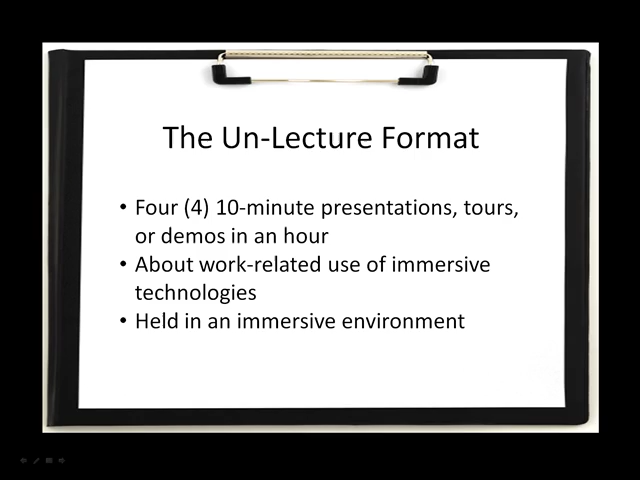 The Un-Lecture Format
• Four (4) 10-minute presentations, tours,
or demos in an hour
• About work-related use of immersive
technologies
• Held in an immersive environment